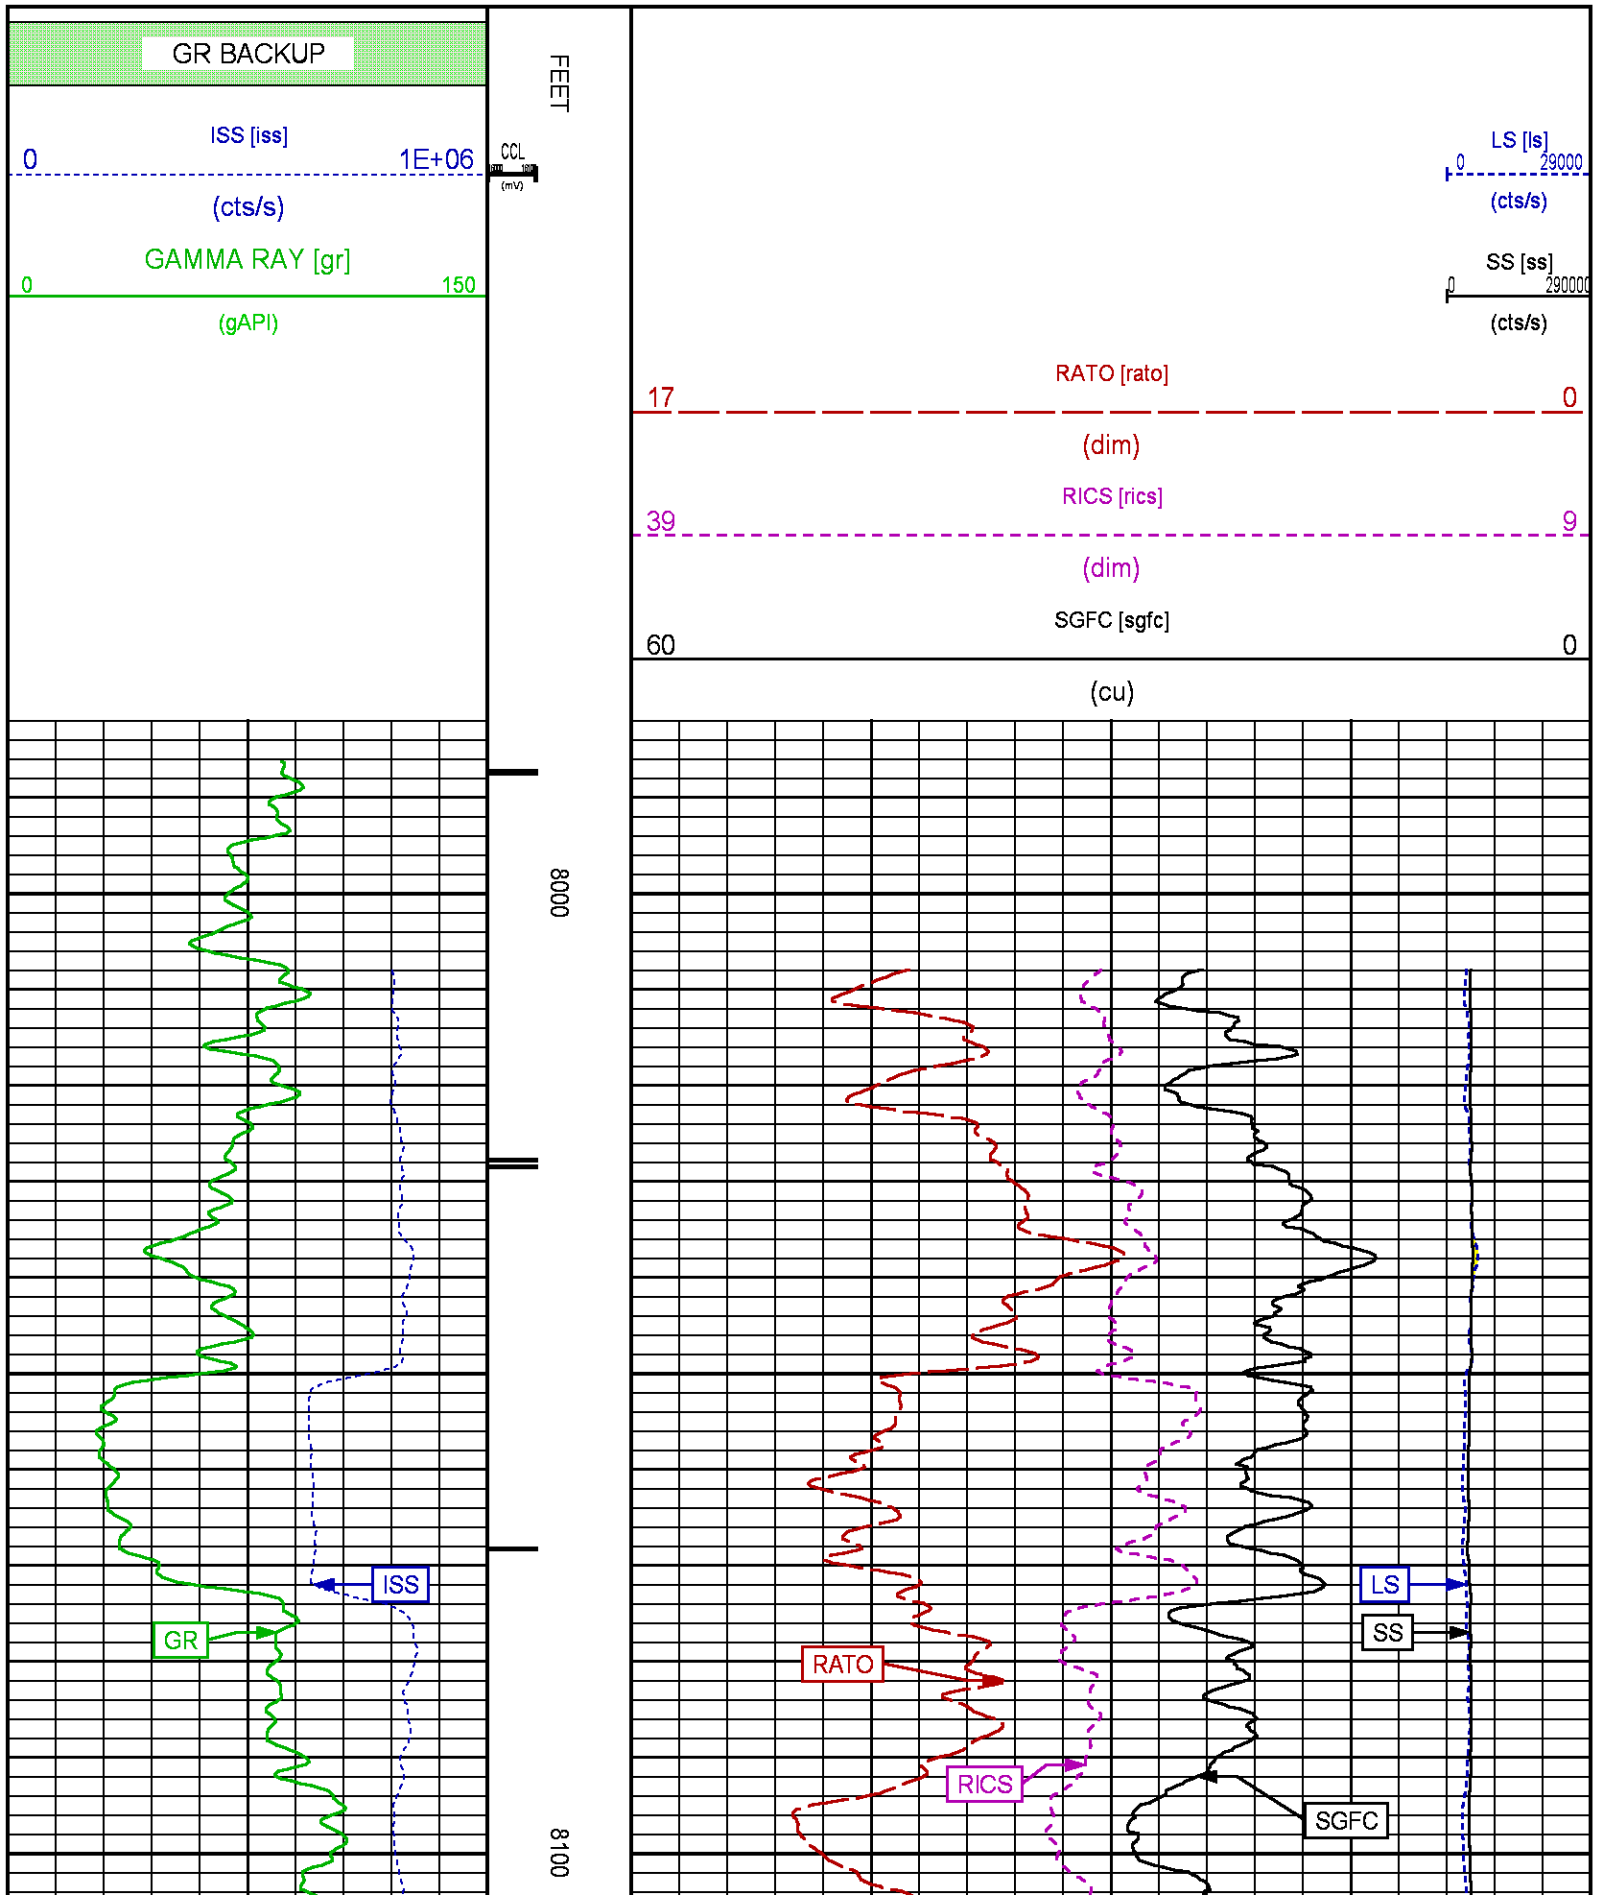 GR BACKUP
ISS [iss]
0 1E+06
(cts/s)
GAMMA RAY [gr]
0 150
(gAPI)
CCL
(mV)
FEET
LS [ls]
0 29000
(cts/s)
SS [ss]
0 290000
(cts/s)
RATO [rato]
17 0
(dim)
RICS [rics]
39 9
(dim)
SGFC [sgfc]
60 0
(cu)
8000
ISS
LS
GR
SS
RATO
RICS
SGFC
8100